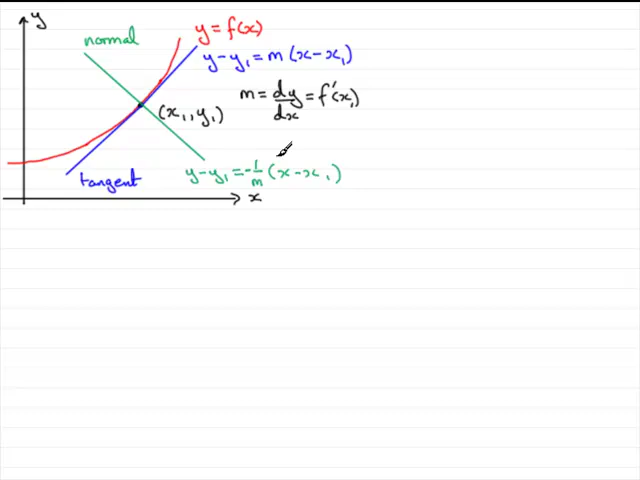 y
normal
y = f(x)
y-y₁ = m (x-x₁)
m = dy/dx = f'(x₁)
(x₁, y₁)
y-y₁ = -1/m (x-x₁)
tangent
x